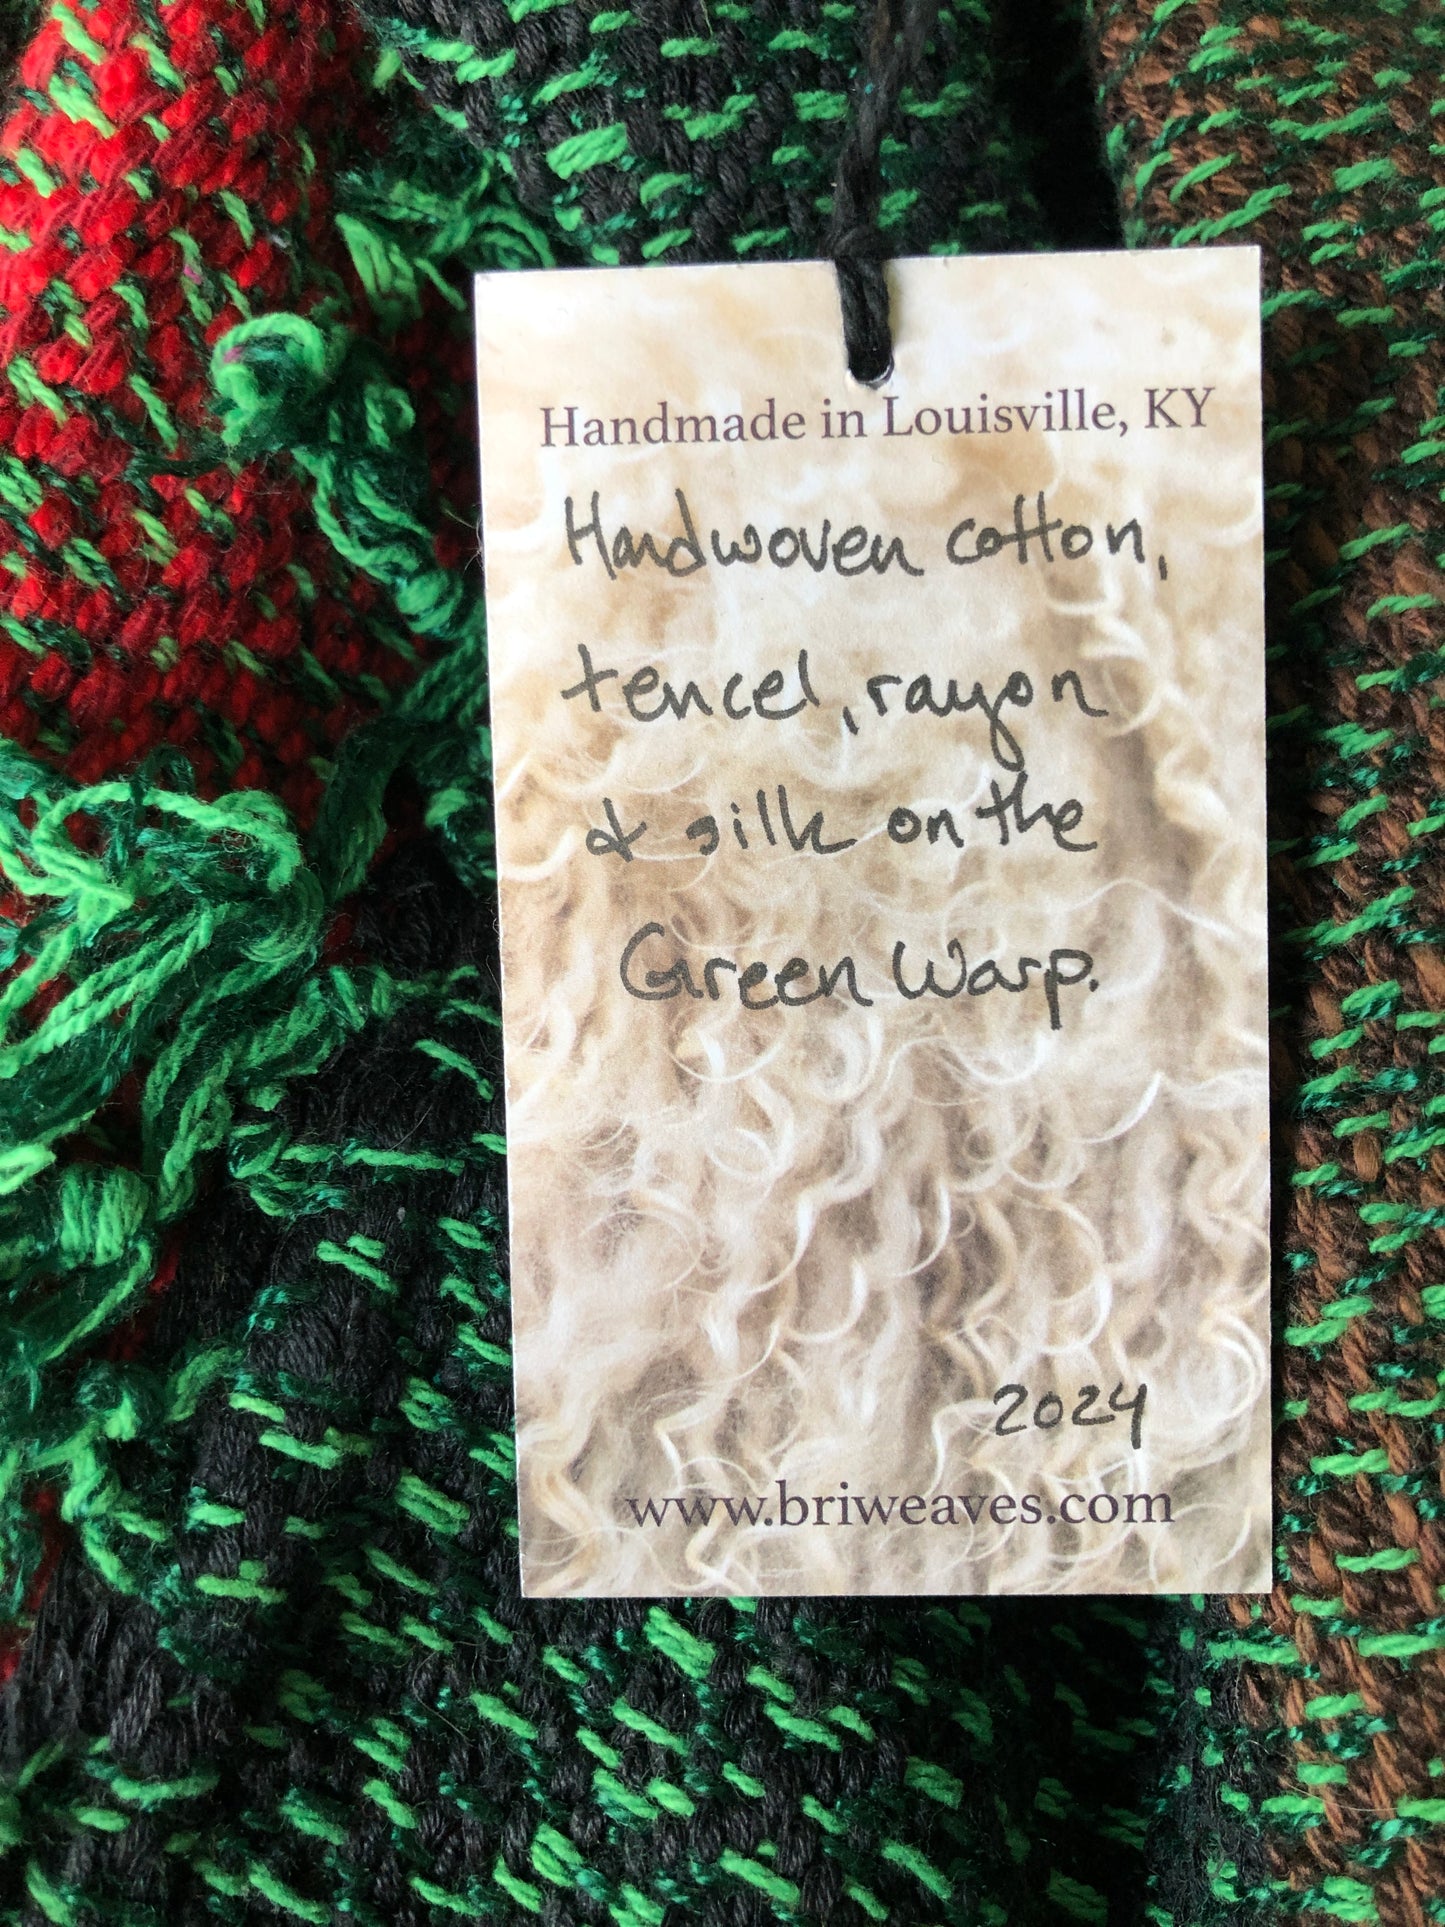 Handmade in Louisville, KY
Handwoven cotton,
tencel, rayon
& silk on the
Green Warp.
2024
www.briweaves.com